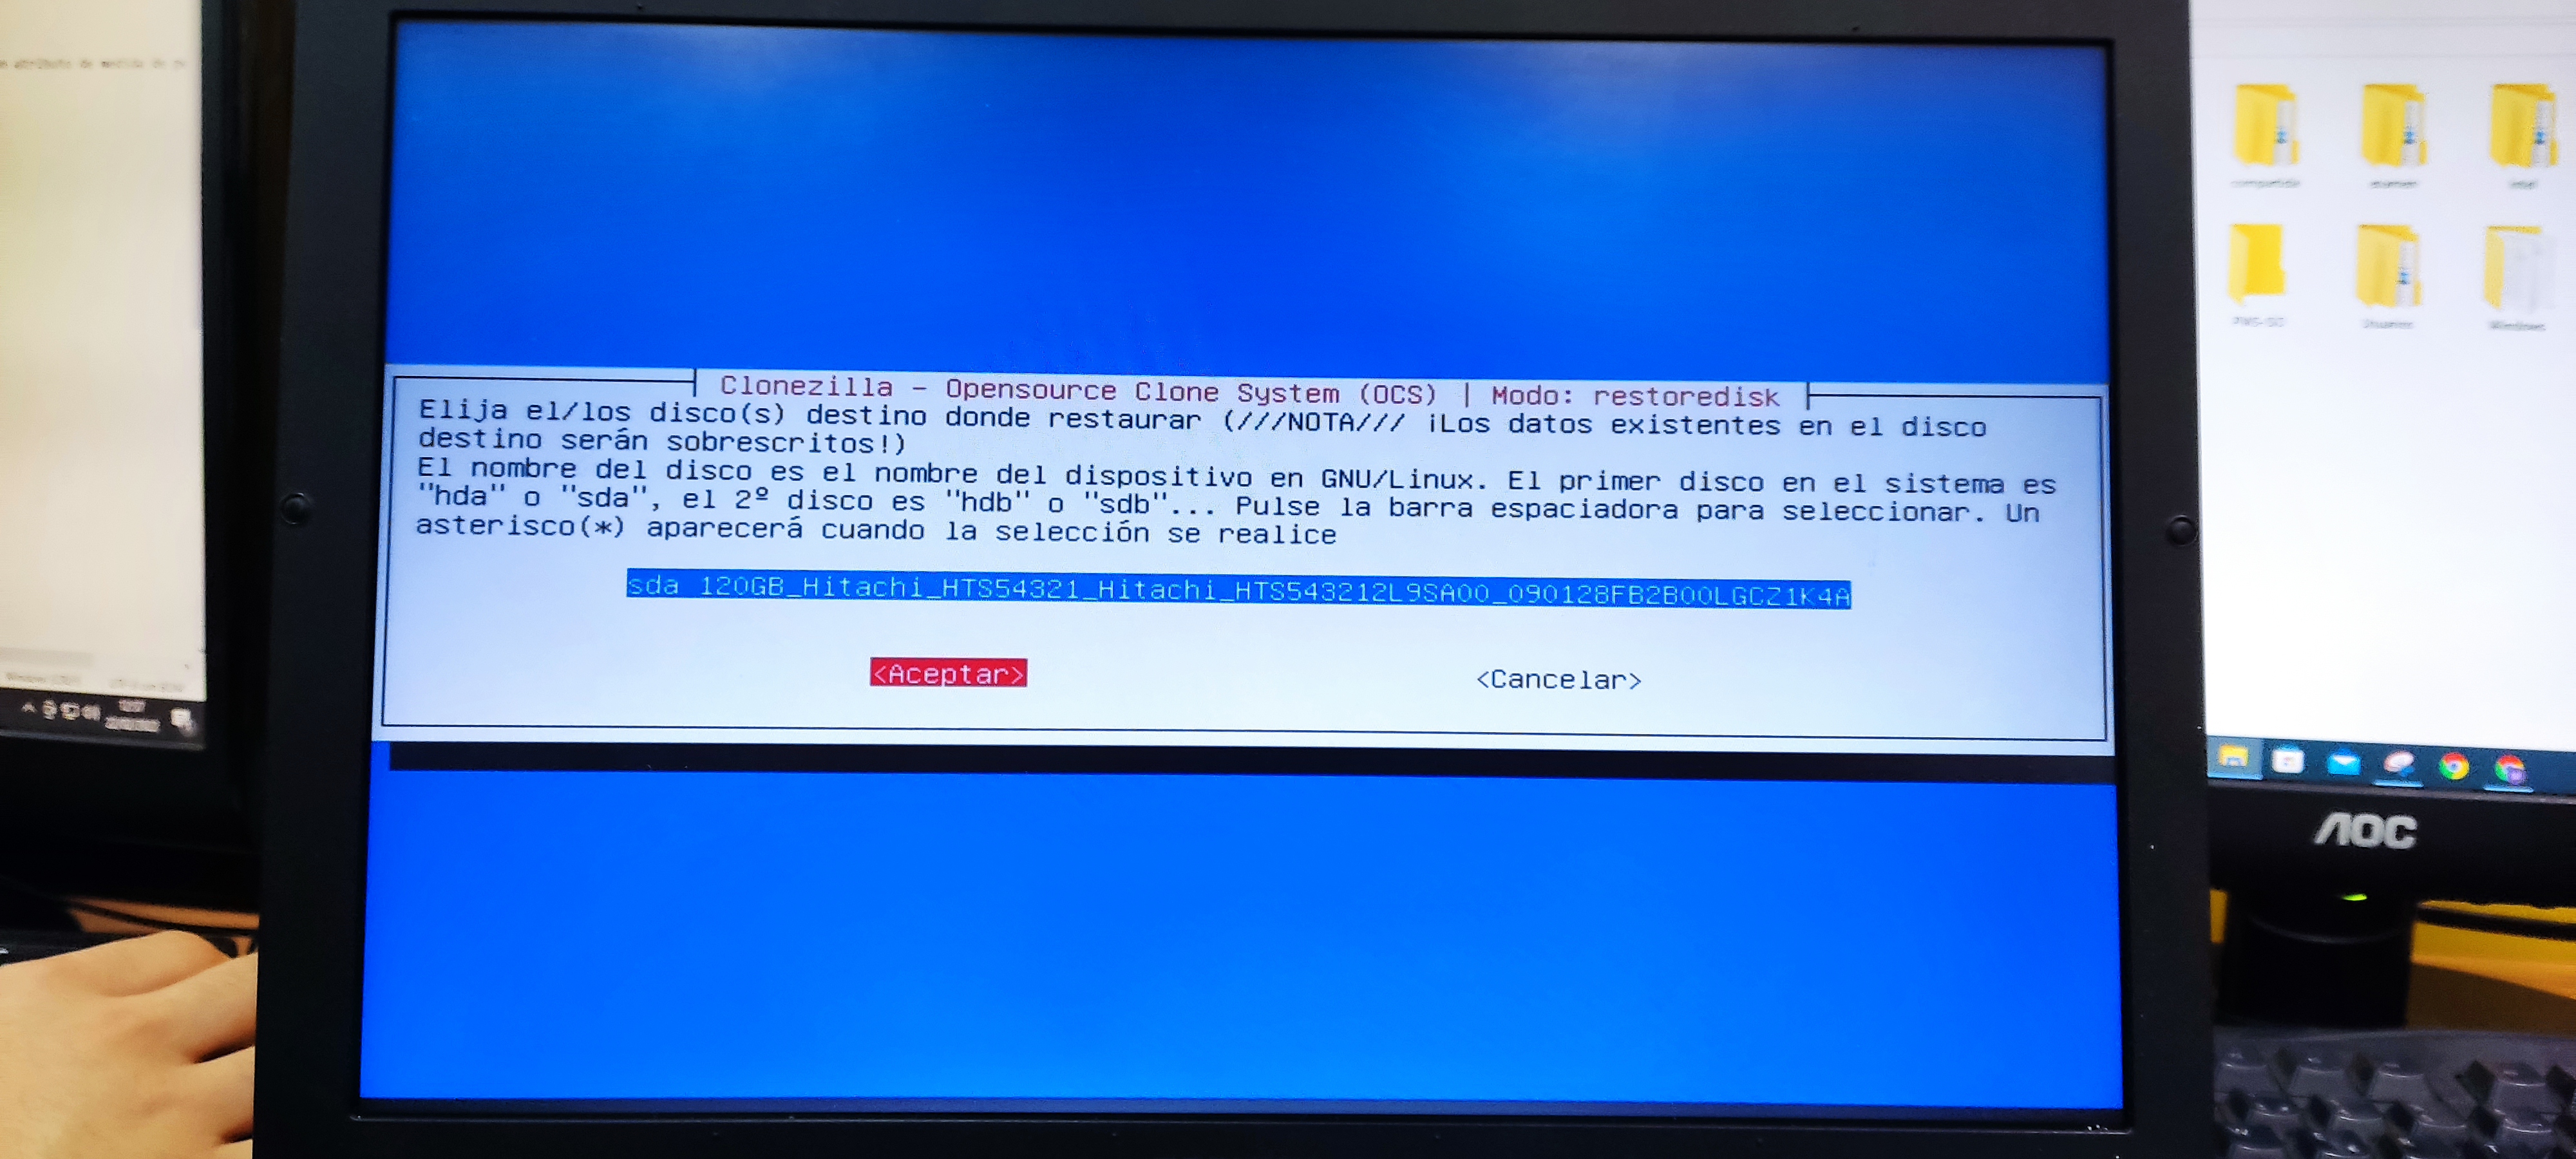 Clonezilla - Opensource Clone System (OCS) | Modo: restoredisk
Elija el/los disco(s) destino donde restaurar (///NOTA/// ¡Los datos existentes en el disco
destino serán sobrescritos!)
El nombre del disco es el nombre del dispositivo en GNU/Linux. El primer disco en el sistema es
"hda" o "sda", el 2º disco es "hdb" o "sdb"... Pulse la barra espaciadora para seleccionar. Un
asterisco(*) aparecerá cuando la selección se realice
sda 120GB_Hitachi_HTS54321_Hitachi_HTS543212L9SA00_090128FB2B00LGCZ1K4A
<Aceptar>
<Cancelar>
AOC